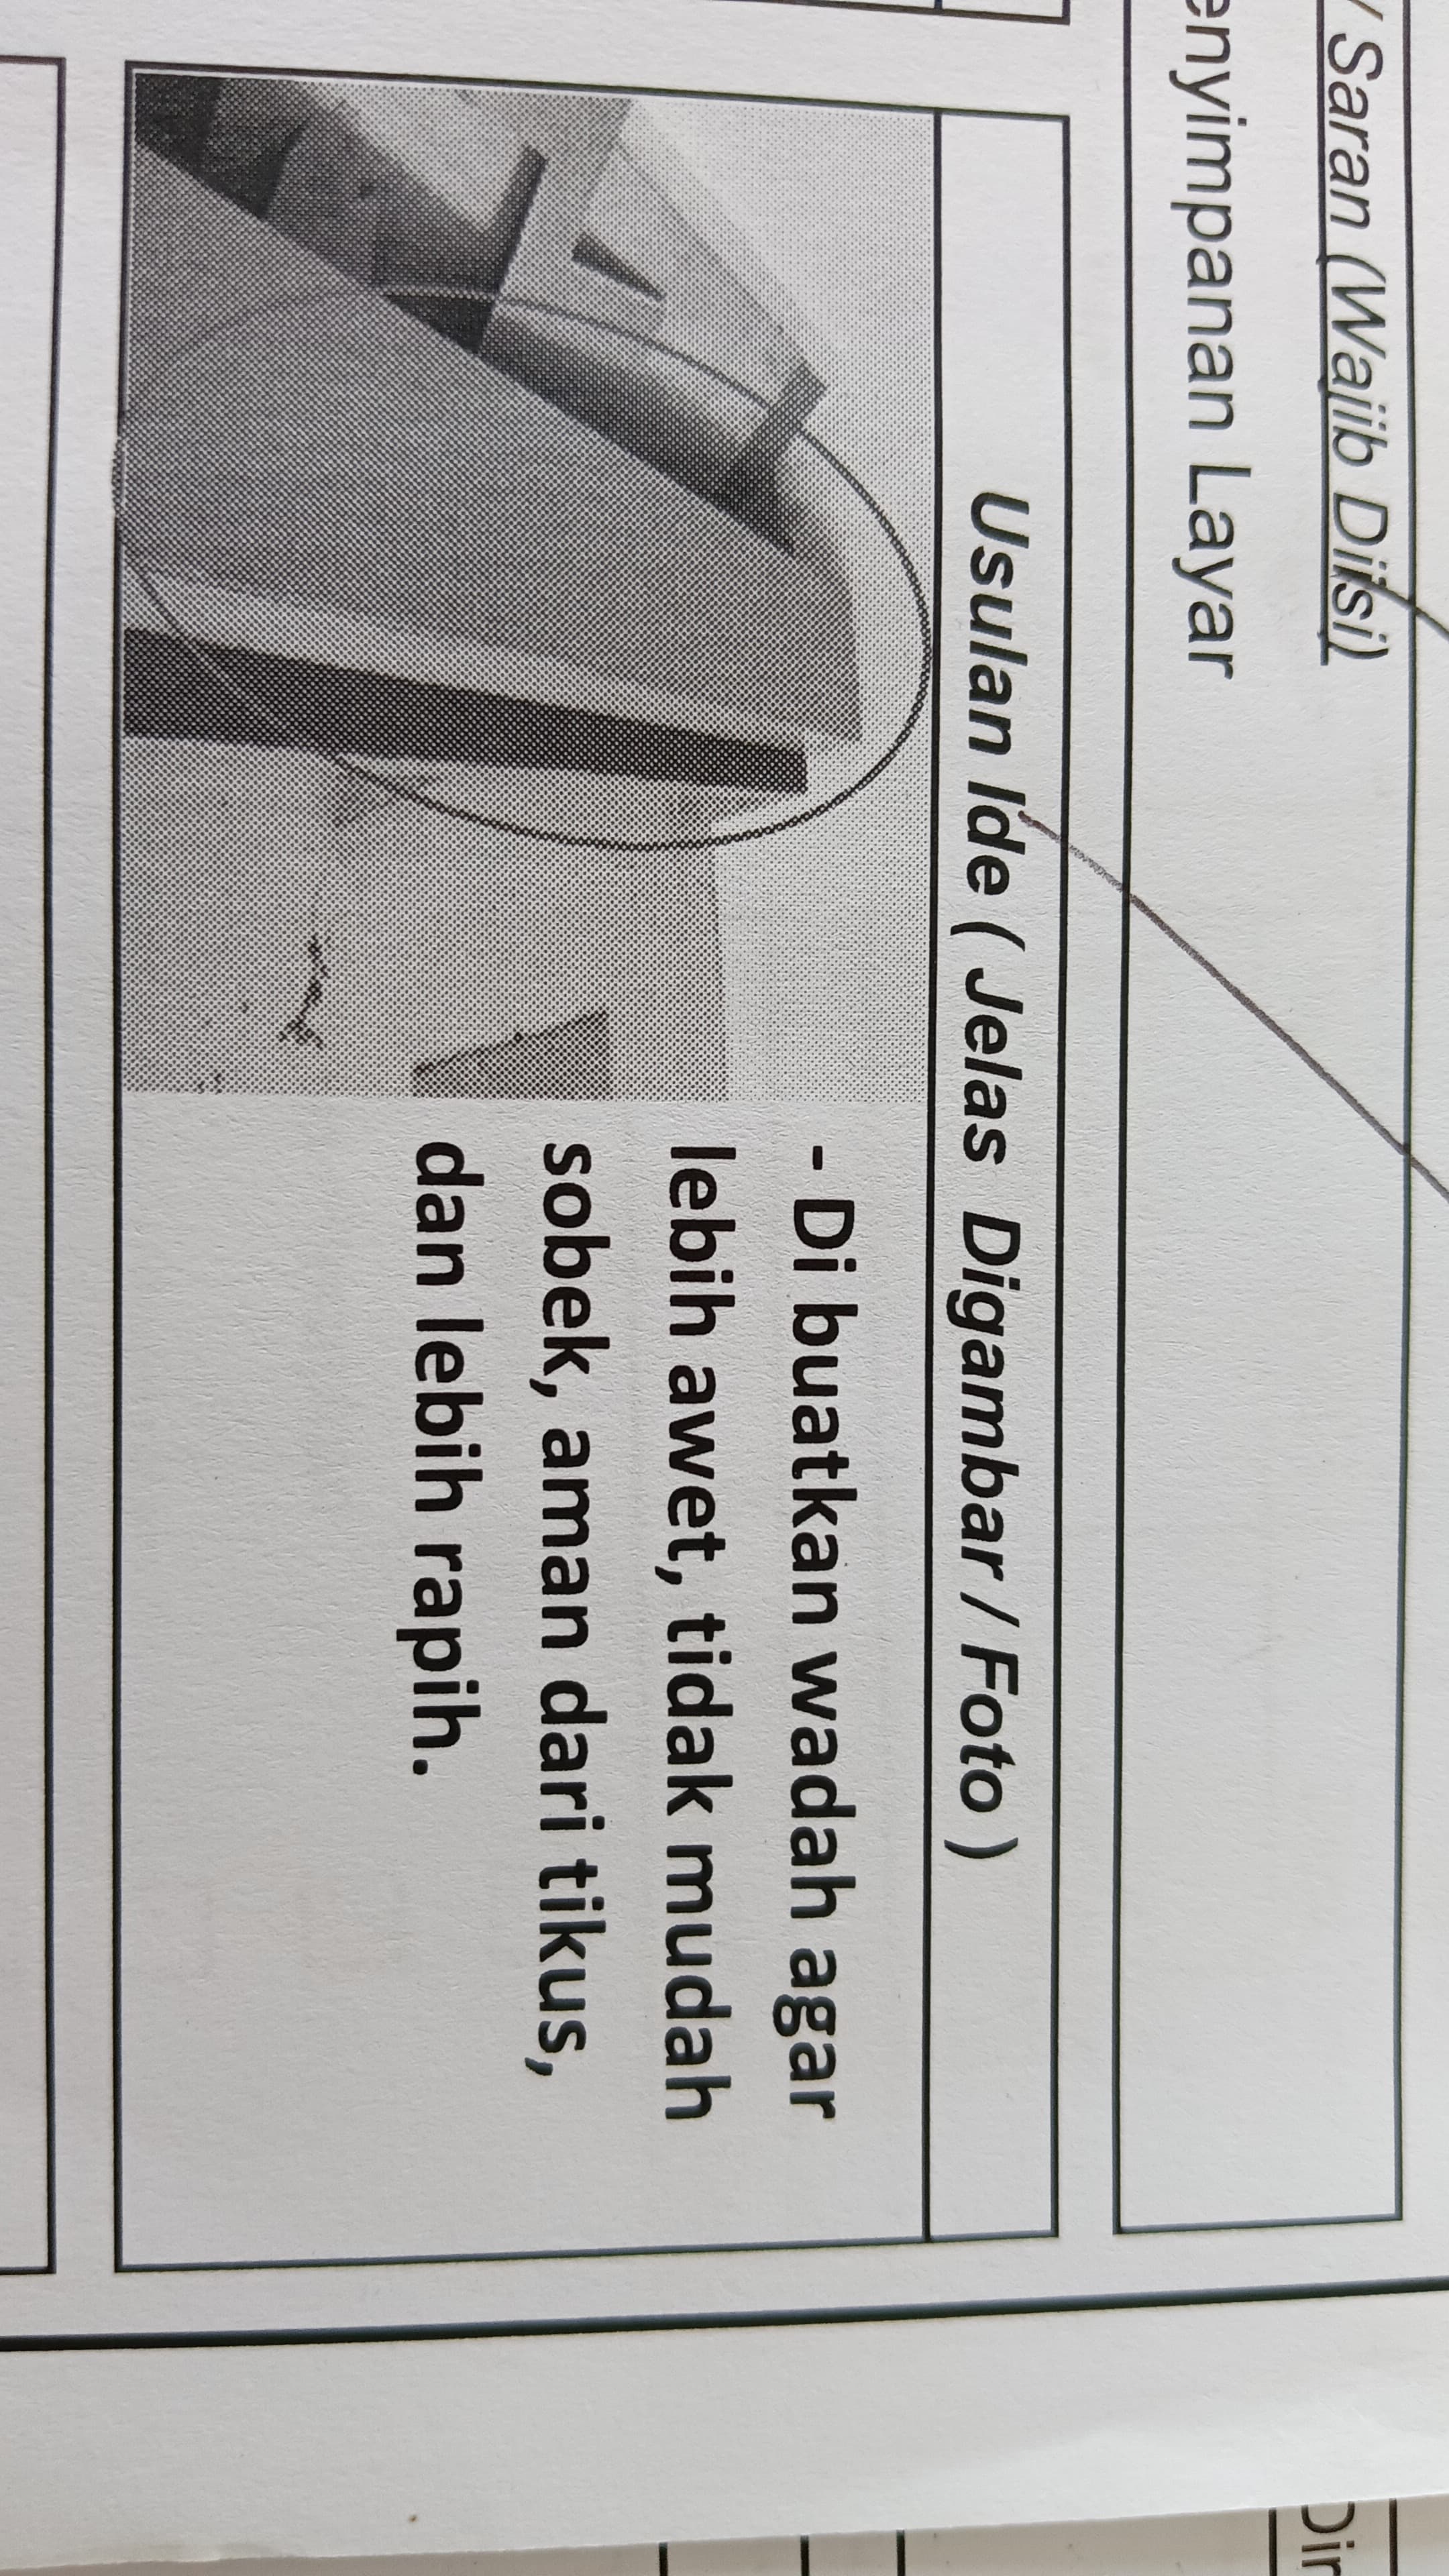 / Saran (Wajib Diisi)
enyimpanan Layar
Usulan Ide ( Jelas Digambar / Foto )
- Di buatkan wadah agar
lebih awet, tidak mudah
sobek, aman dari tikus,
dan lebih rapih.